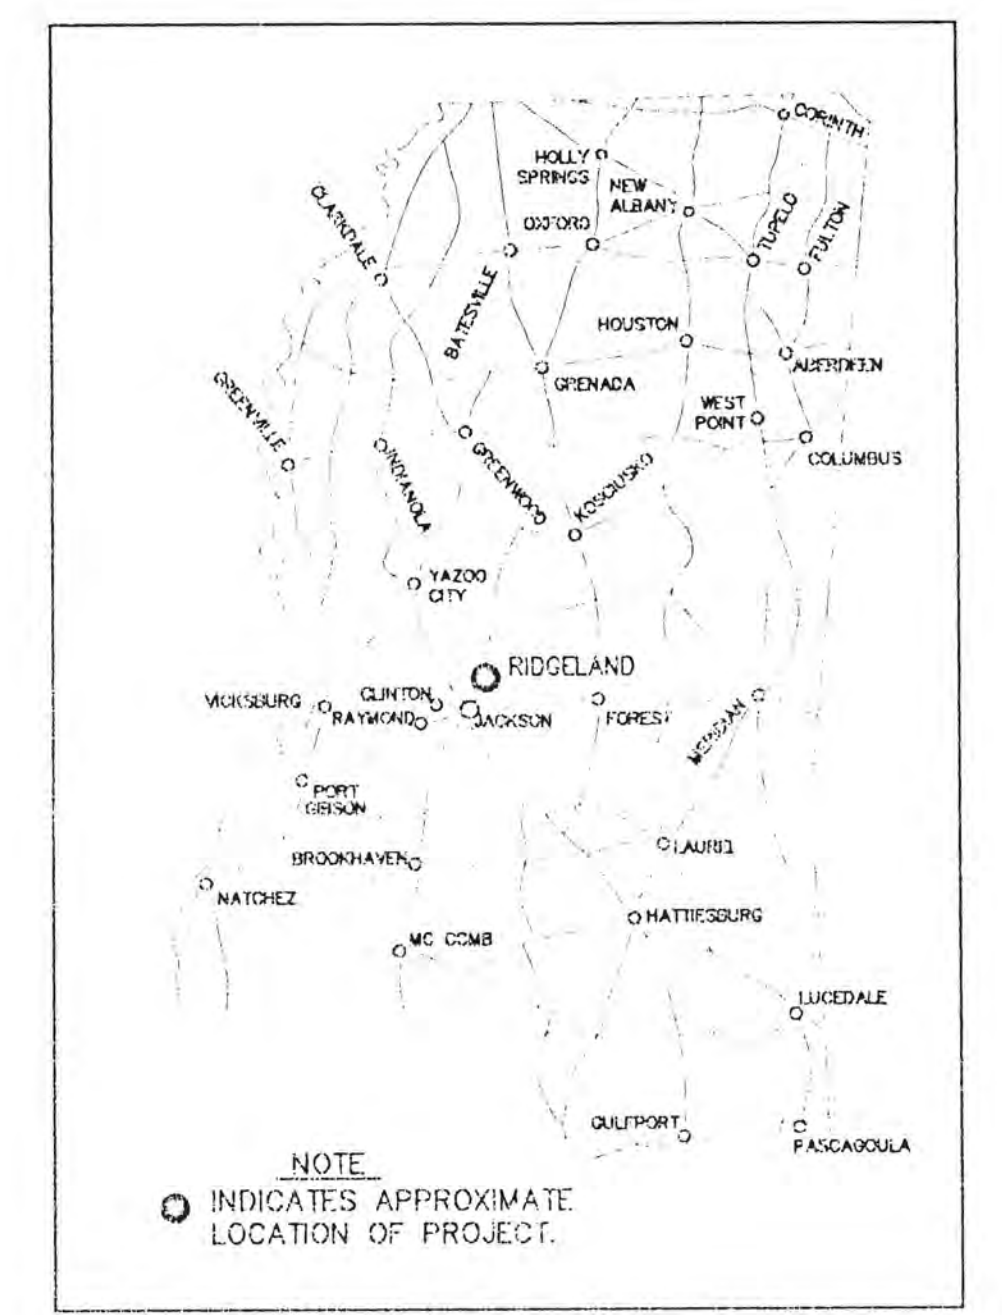 CORINTH
HOLLY
SPRINGS
NEW
ALBANY
CLARKDALE
OXFORD
TUPELO
FULTON
BATESVILLE
HOUSTON
ABERDEEN
GRENADA
GREENVILLE
WEST
POINT
COLUMBUS
INDIANOLA
GREENWOOD
KOSCIUSKO
YAZOO
CITY
RIDGELAND
VICKSBURG
CLINTON
RAYMOND
JACKSON
FOREST
MERIDIAN
PORT
GIBSON
LAUREL
BROOKHAVEN
NATCHEZ
HATTIESBURG
MC COMB
LUCEDALE
GULFPORT
PASCAGOULA
NOTE
INDICATES APPROXIMATE
LOCATION OF PROJECT.